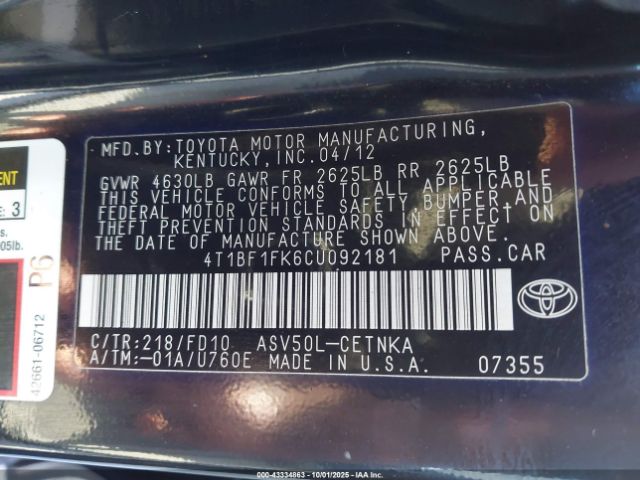 MFD.BY:TOYOTA MOTOR MANUFACTURING,
KENTUCKY,INC.04/12
GVWR 4630LB GAWR FR 2625LB RR 2625LB
THIS VEHICLE CONFORMS TO ALL APPLICABLE
FEDERAL MOTOR VEHICLE SAFETY,BUMPER,AND
THEFT PREVENTION STANDARDS IN EFFECT ON
THE DATE OF MANUFACTURE SHOWN ABOVE.
4T1BF1FK6CU092181 PASS.CAR
C/TR:218/FD10 ASV50L-CETNKA
A/TM:-01A/U760E MADE IN U.S.A. 07355
TOYOTA
3
05lb.
P6
42661-06712
000-43334863 | 10/01/2025 | IAA Inc.